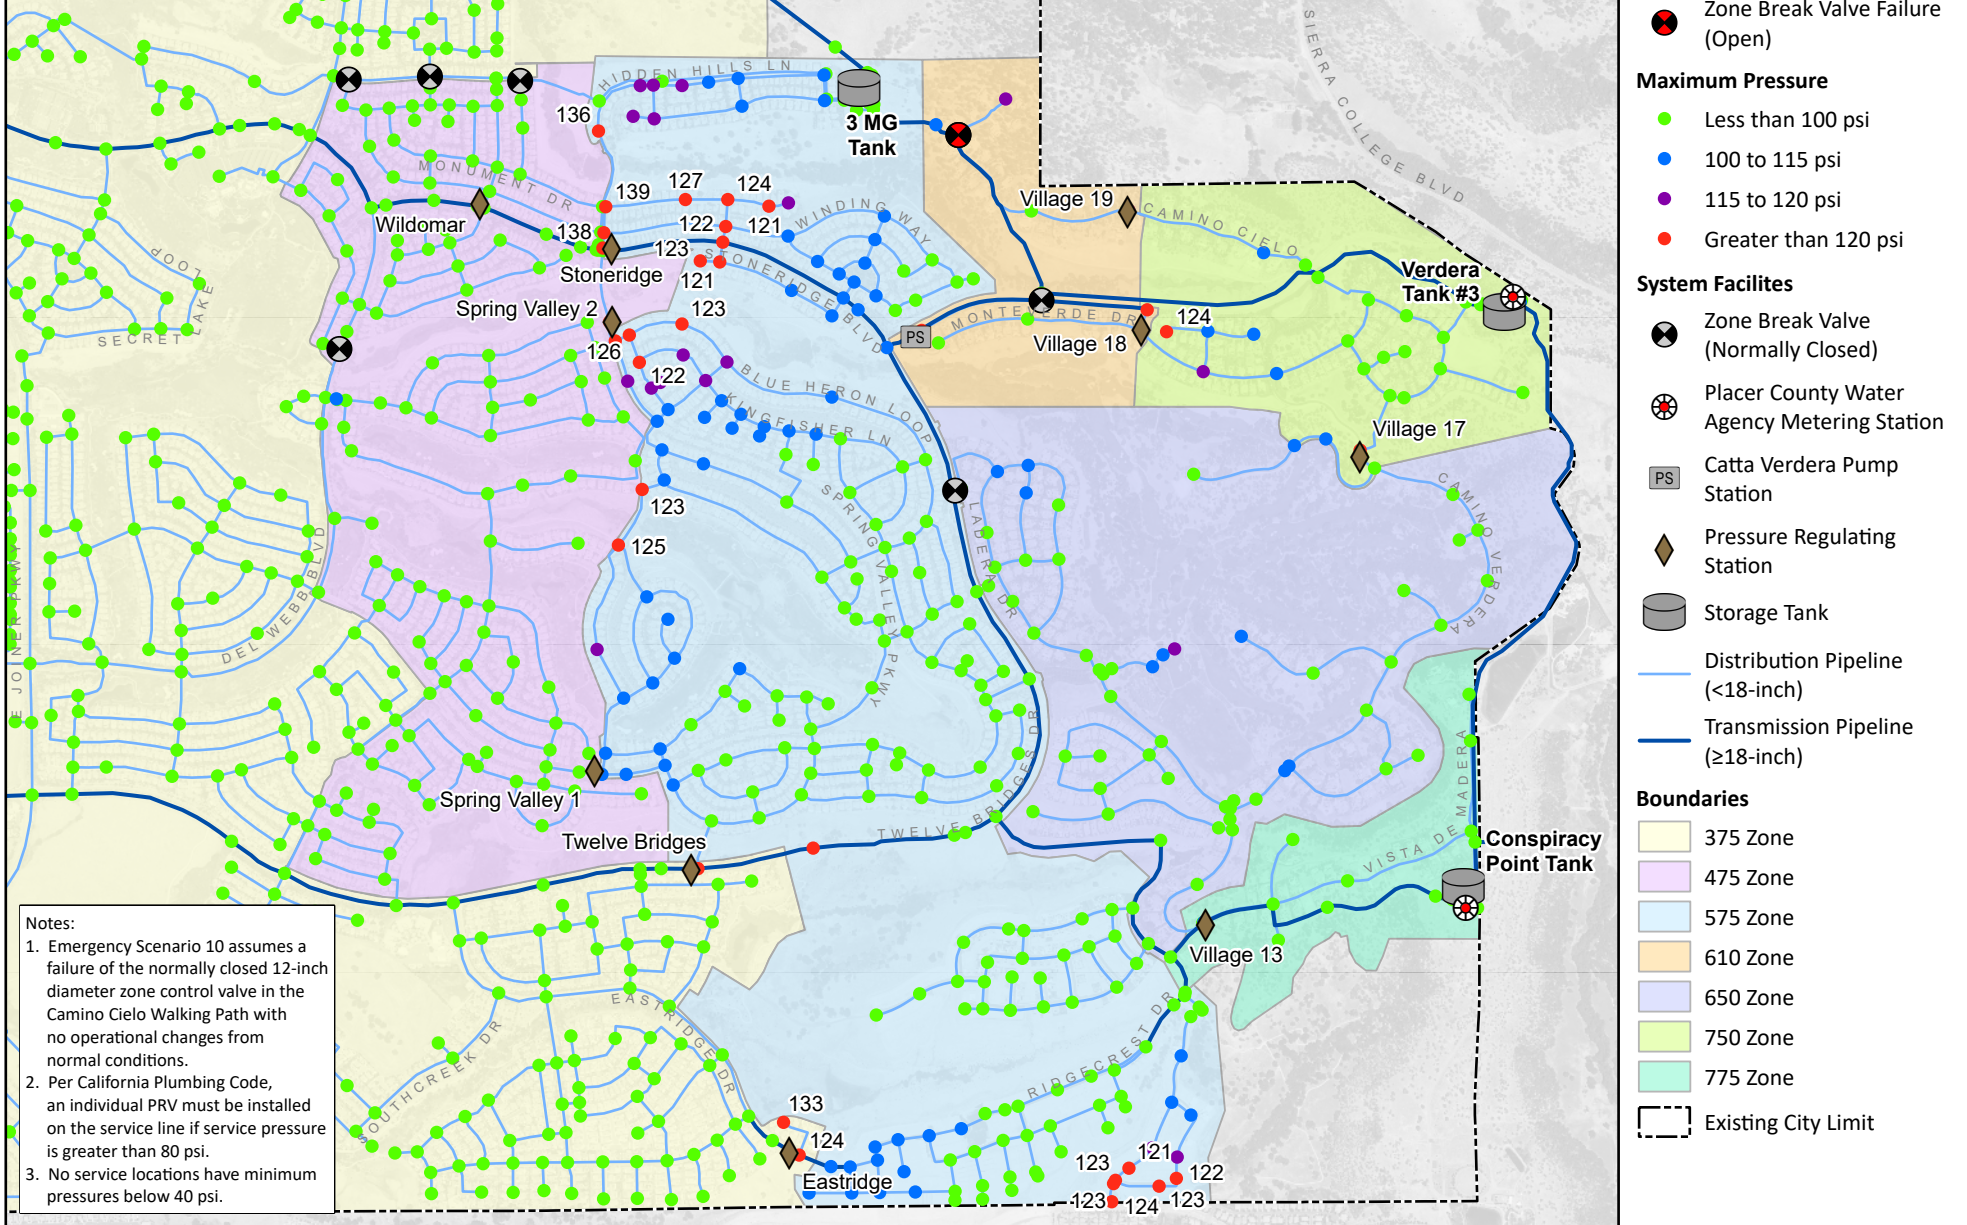 HIDDEN HILLS LN
136
3 MG
Tank
SIERRA COLLEGE BLVD
MONUMENT DR
139
127
124
Village 19
CAMINO CIELO
Wildomar
122
121
WINDING WAY
138
123
LOOP
Stoneridge
121
STONERIDGE BLVD
Verdera
Tank #3
Spring Valley 2
123
MONTEVERDE DR
124
SECRET
LAKE
PS
126
Village 18
122
BLUE HERON LOOP
KINGFISHER LN
Village 17
CAMINO VERDERA
123
SPRING VALLEY PKWY
LADERA DR
125
E JOINER PKWY
DEL WEBB BLVD
Spring Valley 1
TWELVE BRIDGES DR
VISTA DE MADERA
Twelve Bridges
Conspiracy
Point Tank
Village 13
EASTRIDGE DR
SOUTHCREEK DR
RIDGECREST DR
133
124
Eastridge
121
123
122
123
124
123
Notes:
1. Emergency Scenario 10 assumes a
failure of the normally closed 12-inch
diameter zone control valve in the
Camino Cielo Walking Path with
no operational changes from
normal conditions.
2. Per California Plumbing Code,
an individual PRV must be installed
on the service line if service pressure
is greater than 80 psi.
3. No service locations have minimum
pressures below 40 psi.
Zone Break Valve Failure
(Open)
Maximum Pressure
Less than 100 psi
100 to 115 psi
115 to 120 psi
Greater than 120 psi
System Facilites
Zone Break Valve
(Normally Closed)
Placer County Water
Agency Metering Station
PS
Catta Verdera Pump
Station
Pressure Regulating
Station
Storage Tank
Distribution Pipeline
(<18-inch)
Transmission Pipeline
(≥18-inch)
Boundaries
375 Zone
475 Zone
575 Zone
610 Zone
650 Zone
750 Zone
775 Zone
Existing City Limit